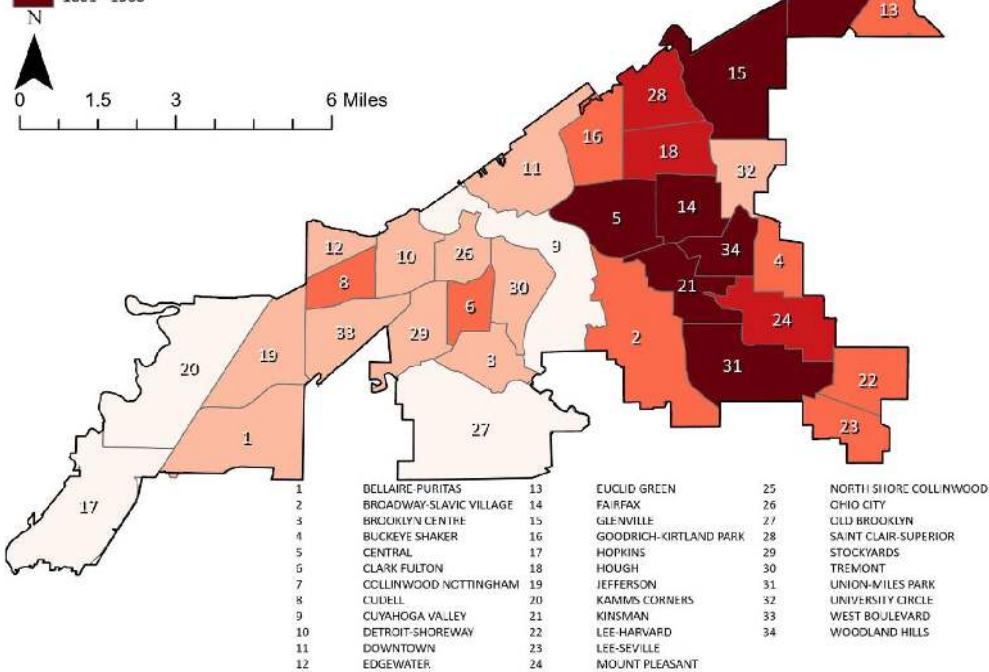 13
N
0 1.5 3 6 Miles
15
28
16
18
11
32
14
5
34
9
12
26
10
4
8
21
30
6
24
33
29
2
19
3
31
20
22
23
27
1
17
1 BELLAIRE-PURITAS 13 EUCLID GREEN 25 NORTH SHORE COLLINWOOD
2 BROADWAY-SLAVIC VILLAGE 14 FAIRFAX 26 OHIO CITY
3 BROOKLYN CENTRE 15 GLENVILLE 27 OLD BROOKLYN
4 BUCKEYE SHAKER 16 GOODRICH-KIRTLAND PARK 28 SAINT CLAIR-SUPERIOR
5 CENTRAL 17 HOPKINS 29 STOCKYARDS
6 CLARK FULTON 18 HOUGH 30 TREMONT
7 COLLINWOOD NOTTINGHAM 19 JEFFERSON 31 UNION-MILES PARK
8 CUDELL 20 KAMMS CORNERS 32 UNIVERSITY CIRCLE
9 CUYAHOGA VALLEY 21 KINSMAN 33 WEST BOULEVARD
10 DETROIT-SHOREWAY 22 LEE-HARVARD 34 WOODLAND HILLS
11 DOWNTOWN 23 LEE-SEVILLE
12 EDGEWATER 24 MOUNT PLEASANT